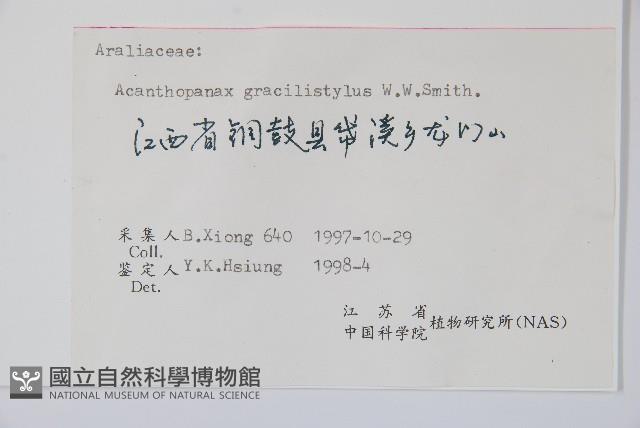 Araliaceae:
Acanthopanax gracilistylus W.W.Smith.
江西省铜鼓县带溪乡龙门山
采集人 B.Xiong 640 1997-10-29
Coll.
鉴定人 Y.K.Hsiung 1998-4
Det.
江苏省
中国科学院 植物研究所(NAS)
國立自然科學博物館
NATIONAL MUSEUM OF NATURAL SCIENCE